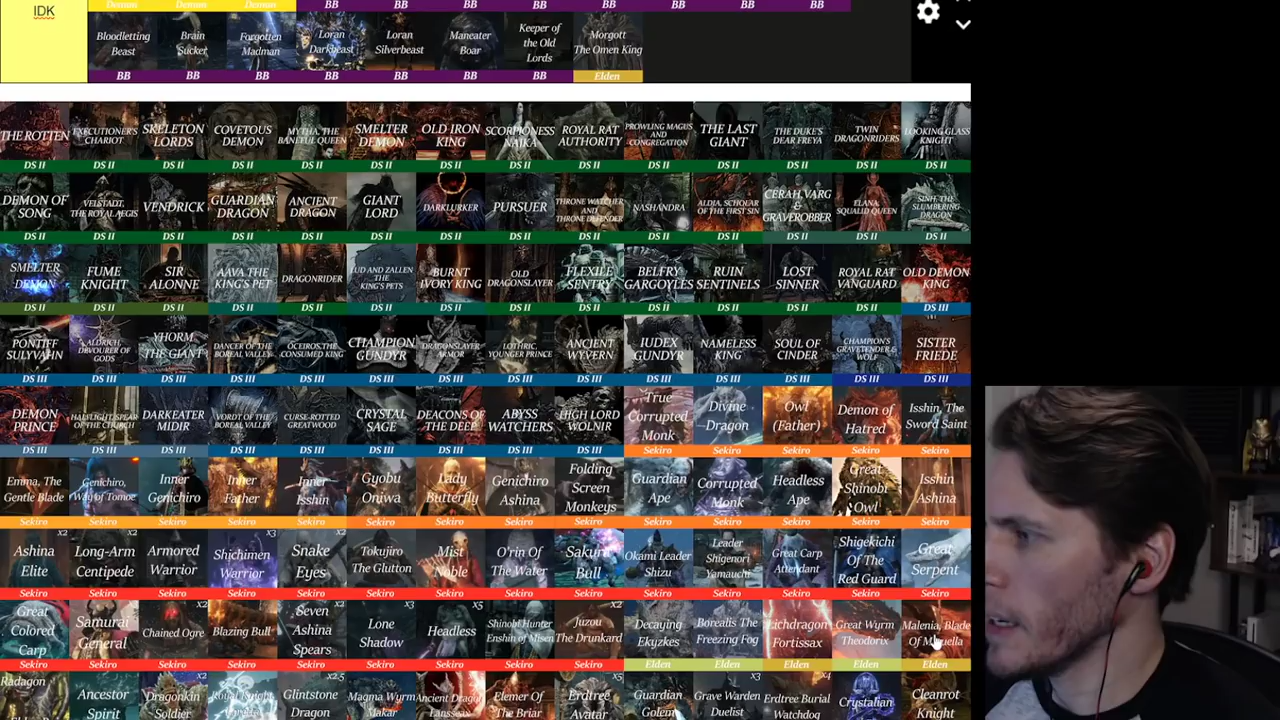 IDK
Demon Demon Demon BB BB BB BB BB BB BB BB
Bloodletting Beast
Brain Sucker
Forgotten Madman
Loran Darkbeast
Loran Silverbeast
Maneater Boar
Keeper of the Old Lords
Morgott The Omen King
BB BB BB BB BB BB BB Elden
THE ROTTEN
EXECUTIONER'S CHARIOT
SKELETON LORDS
COVETOUS DEMON
MYTHA, THE BANEFUL QUEEN
SMELTER DEMON
OLD IRON KING
SCORPIONESS NAJKA
ROYAL RAT AUTHORITY
PROWLING MAGUS AND CONGREGATION
THE LAST GIANT
THE DUKE'S DEAR FREYA
TWIN DRAGONRIDERS
LOOKING GLASS KNIGHT
DS II DS II DS II DS II DS II DS II DS II DS II DS II DS II DS II DS II DS II DS II
DEMON OF SONG
VELSTADT, THE ROYAL AEGIS
VENDRICK
GUARDIAN DRAGON
ANCIENT DRAGON
GIANT LORD
DARKLURKER
PURSUER
THRONE WATCHER AND THRONE DEFENDER
NASHANDRA
ALDIA, SCHOLAR OF THE FIRST SIN
CERAH, VARG & GRAVEROBBER
ELANA, SQUALID QUEEN
SINH, THE SLUMBERING DRAGON
DS II DS II DS II DS II DS II DS II DS II DS II DS II DS II DS II DS II DS II DS II
SMELTER DEMON
FUME KNIGHT
SIR ALONNE
AAVA THE KING'S PET
DRAGONRIDER
LUD AND ZALLEN THE KING'S PETS
BURNT IVORY KING
OLD DRAGONSLAYER
FLEXILE SENTRY
BELFRY GARGOYLES
RUIN SENTINELS
LOST SINNER
ROYAL RAT VANGUARD
OLD DEMON KING
DS II DS II DS II DS II DS II DS II DS II DS II DS II DS II DS II DS II DS II DS III
PONTIFF SULYVAHN
ALDRICH, DEVOURER OF GODS
YHORM THE GIANT
DANCER OF THE BOREAL VALLEY
OCEIROS, THE CONSUMED KING
CHAMPION GUNDYR
DRAGONSLAYER ARMOR
LOTHRIC, YOUNGER PRINCE
ANCIENT WYVERN
IUDEX GUNDYR
NAMELESS KING
SOUL OF CINDER
CHAMPION'S GRAVETENDER & WOLF
SISTER FRIEDE
DS III DS III DS III DS III DS III DS III DS III DS III DS III DS III DS III DS III DS III DS III
DEMON PRINCE
HALFLIGHT, SPEAR OF THE CHURCH
DARKEATER MIDIR
VORDT OF THE BOREAL VALLEY
CURSE-ROTTED GREATWOOD
CRYSTAL SAGE
DEACONS OF THE DEEP
ABYSS WATCHERS
HIGH LORD WOLNIR
True Corrupted Monk
Divine Dragon
Owl (Father)
Demon of Hatred
Isshin, The Sword Saint
DS III DS III DS III DS III DS III DS III DS III DS III DS III Sekiro Sekiro Sekiro Sekiro Sekiro
Emma, The Gentle Blade
Genichiro, Way of Tomoe
Inner Genichiro
Inner Father
Inner Isshin
Gyobu Oniwa
Lady Butterfly
Genichiro Ashina
Folding Screen Monkeys
Guardian Ape
Corrupted Monk
Headless Ape
Great Shinobi Owl
Isshin Ashina
Sekiro Sekiro Sekiro Sekiro Sekiro Sekiro Sekiro Sekiro Sekiro Sekiro Sekiro Sekiro Sekiro Sekiro
Ashina Elite x2
Long-Arm Centipede x2
Armored Warrior
Shichimen Warrior x3
Snake Eyes x2
Tokujiro The Glutton
Mist Noble
O'rin Of The Water
Sakura Bull
Okami Leader Shizu
Leader Shigenori Yamauchi
Great Carp Attendant
Shigekichi Of The Red Guard
Great Serpent
Sekiro Sekiro Sekiro Sekiro Sekiro Sekiro Sekiro Sekiro Sekiro Sekiro Sekiro Sekiro Sekiro Sekiro
Great Colored Carp
Samurai General
Chained Ogre x2
Blazing Bull
Seven Ashina Spears x2
Lone Shadow x3
Headless x5
Shinobi Hunter Enshin of Misen
Juzou The Drunkard x2
Decaying Ekyzkes
Borealis The Freezing Fog
Lichdragon Fortissax
Great Wyrm Theodorix
Malenia, Blade Of Miquella
Sekiro Sekiro Sekiro Sekiro Sekiro Sekiro Sekiro Sekiro Sekiro Elden Elden Elden Elden Elden
Radagon
Ancestor Spirit
Dragonkin Soldier
Royal Knight
Glintstone Dragon x2.5
Magma Wyrm Makar
Ancient Dragon Lansseax
Elemer Of The Briar
Erdtree Avatar x5
Guardian Golem
Grave Warden Duelist x3
Erdtree Burial Watchdog x4
Crystalian
Cleanrot Knight